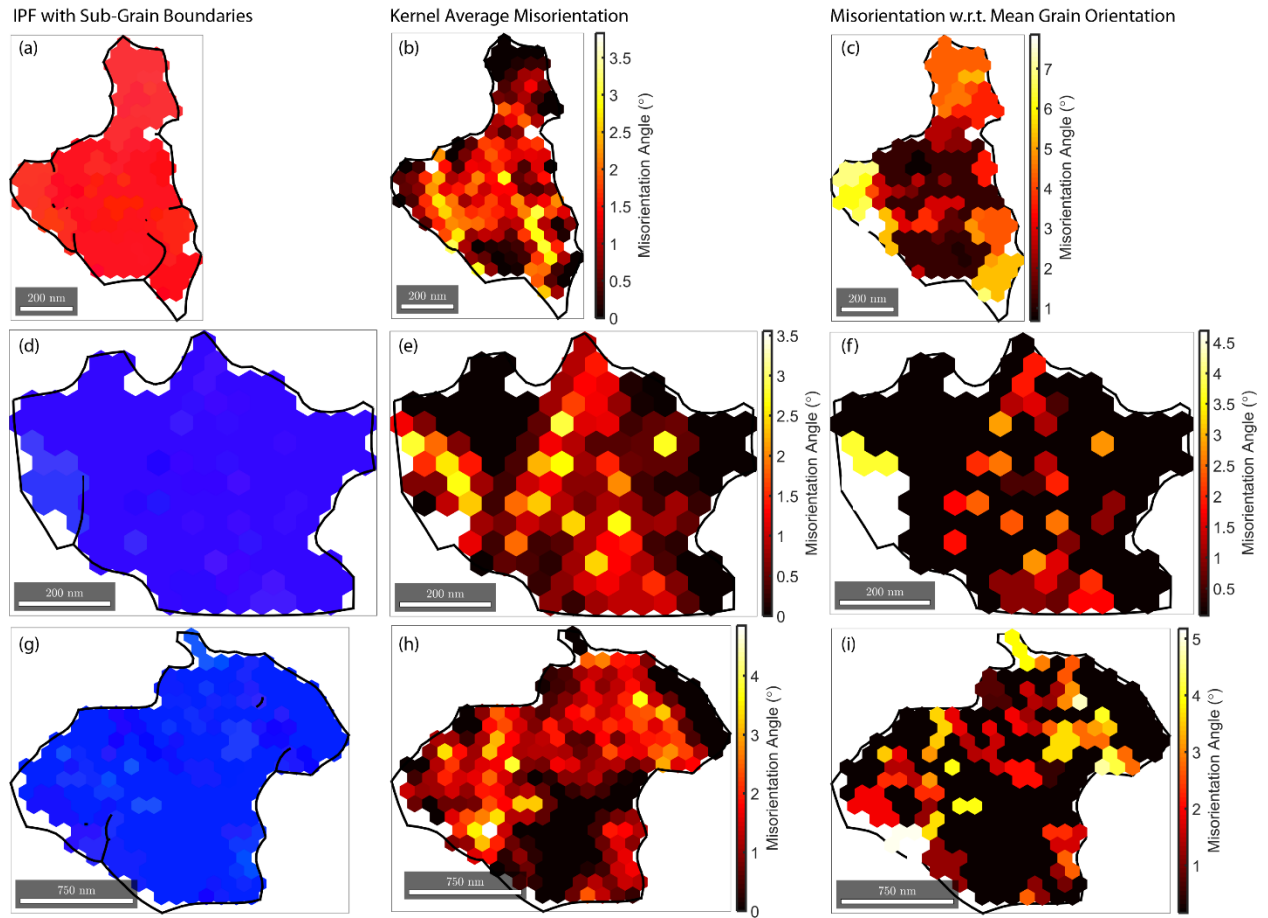 IPF with Sub-Grain Boundaries
Kernel Average Misorientation
Misorientation w.r.t. Mean Grain Orientation
(a)
200 nm
(b)
3.5
3
2.5
2
1.5
1
0.5
0
Misorientation Angle (°)
(c)
200 nm
7
6
5
4
3
2
1
Misorientation Angle (°)
(d)
200 nm
(e)
200 nm
3.5
3
2.5
2
1.5
1
0.5
0
Misorientation Angle (°)
(f)
200 nm
4.5
4
3.5
3
2.5
2
1.5
1
0.5
Misorientation Angle (°)
(g)
750 nm
(h)
750 nm
4
3
2
1
0
Misorientation Angle (°)
(i)
750 nm
5
4
3
2
1
Misorientation Angle (°)
200 nm